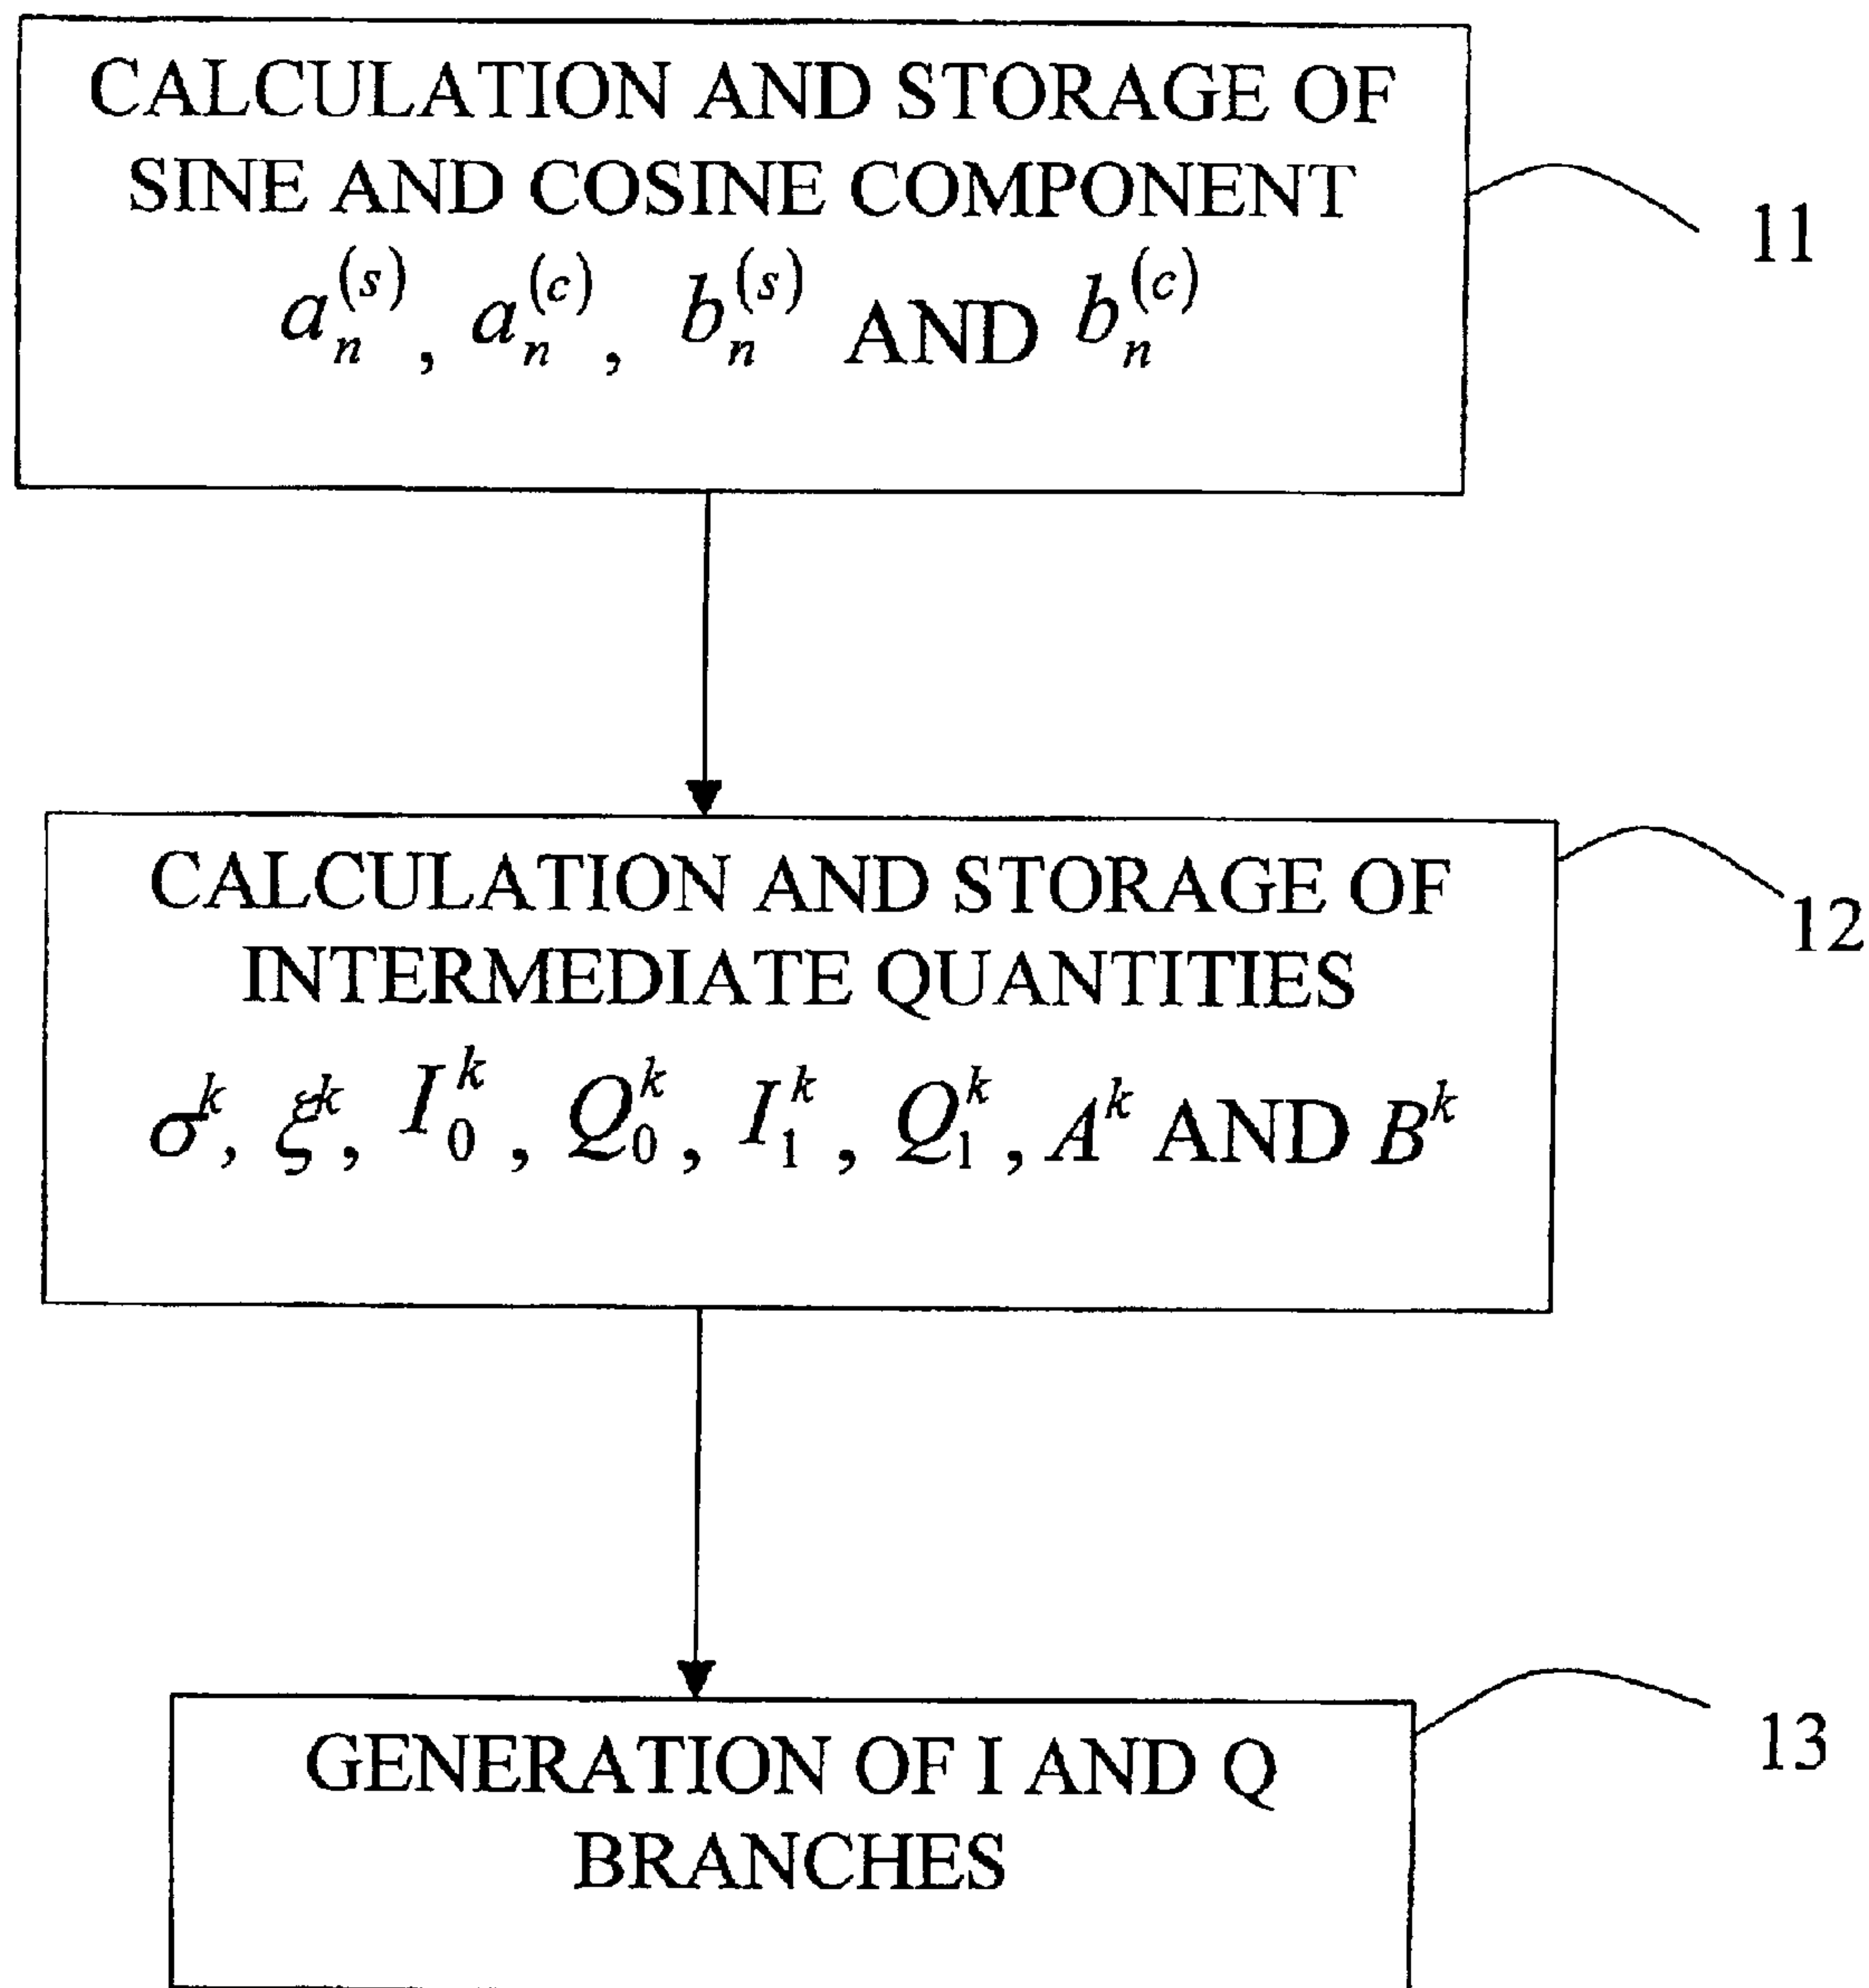 CALCULATION AND STORAGE OF
SINE AND COSINE COMPONENT
a_n^(s), a_n^(c), b_n^(s) AND b_n^(c)
11
CALCULATION AND STORAGE OF
INTERMEDIATE QUANTITIES
σ^k, ξ^k, I_0^k, Q_0^k, I_1^k, Q_1^k, A^k AND B^k
12
GENERATION OF I AND Q
BRANCHES
13